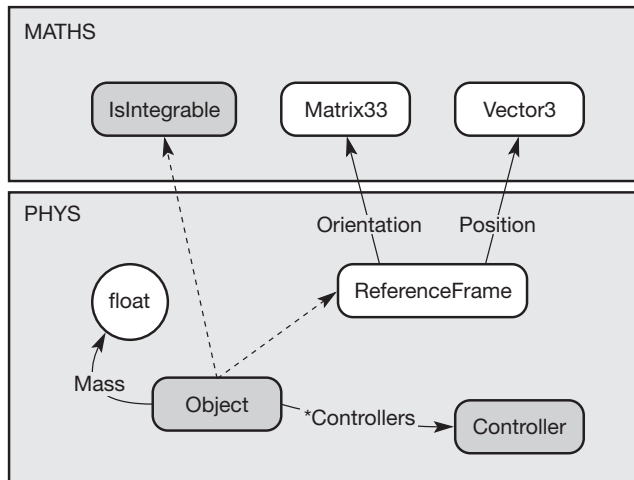 MATHS
IsIntegrable
Matrix33
Vector3
PHYS
Orientation
Position
float
ReferenceFrame
Mass
Object
*Controllers
Controller